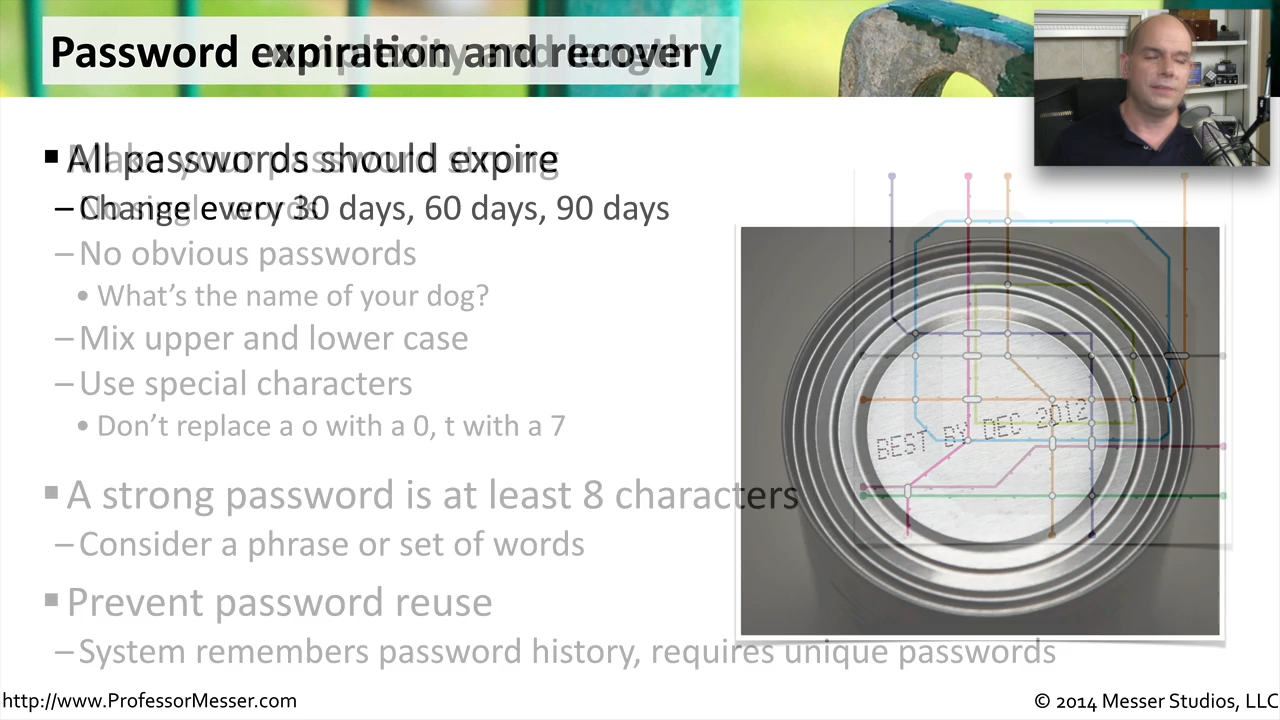 Password expiration and recovery
All passwords should expire
– Change every 30 days, 60 days, 90 days
– No obvious passwords
• What's the name of your dog?
– Mix upper and lower case
– Use special characters
• Don't replace a o with a 0, t with a 7
BEST BY DEC 2012
A strong password is at least 8 characters
– Consider a phrase or set of words
Prevent password reuse
– System remembers password history, requires unique passwords
http://www.ProfessorMesser.com
© 2014 Messer Studios, LLC